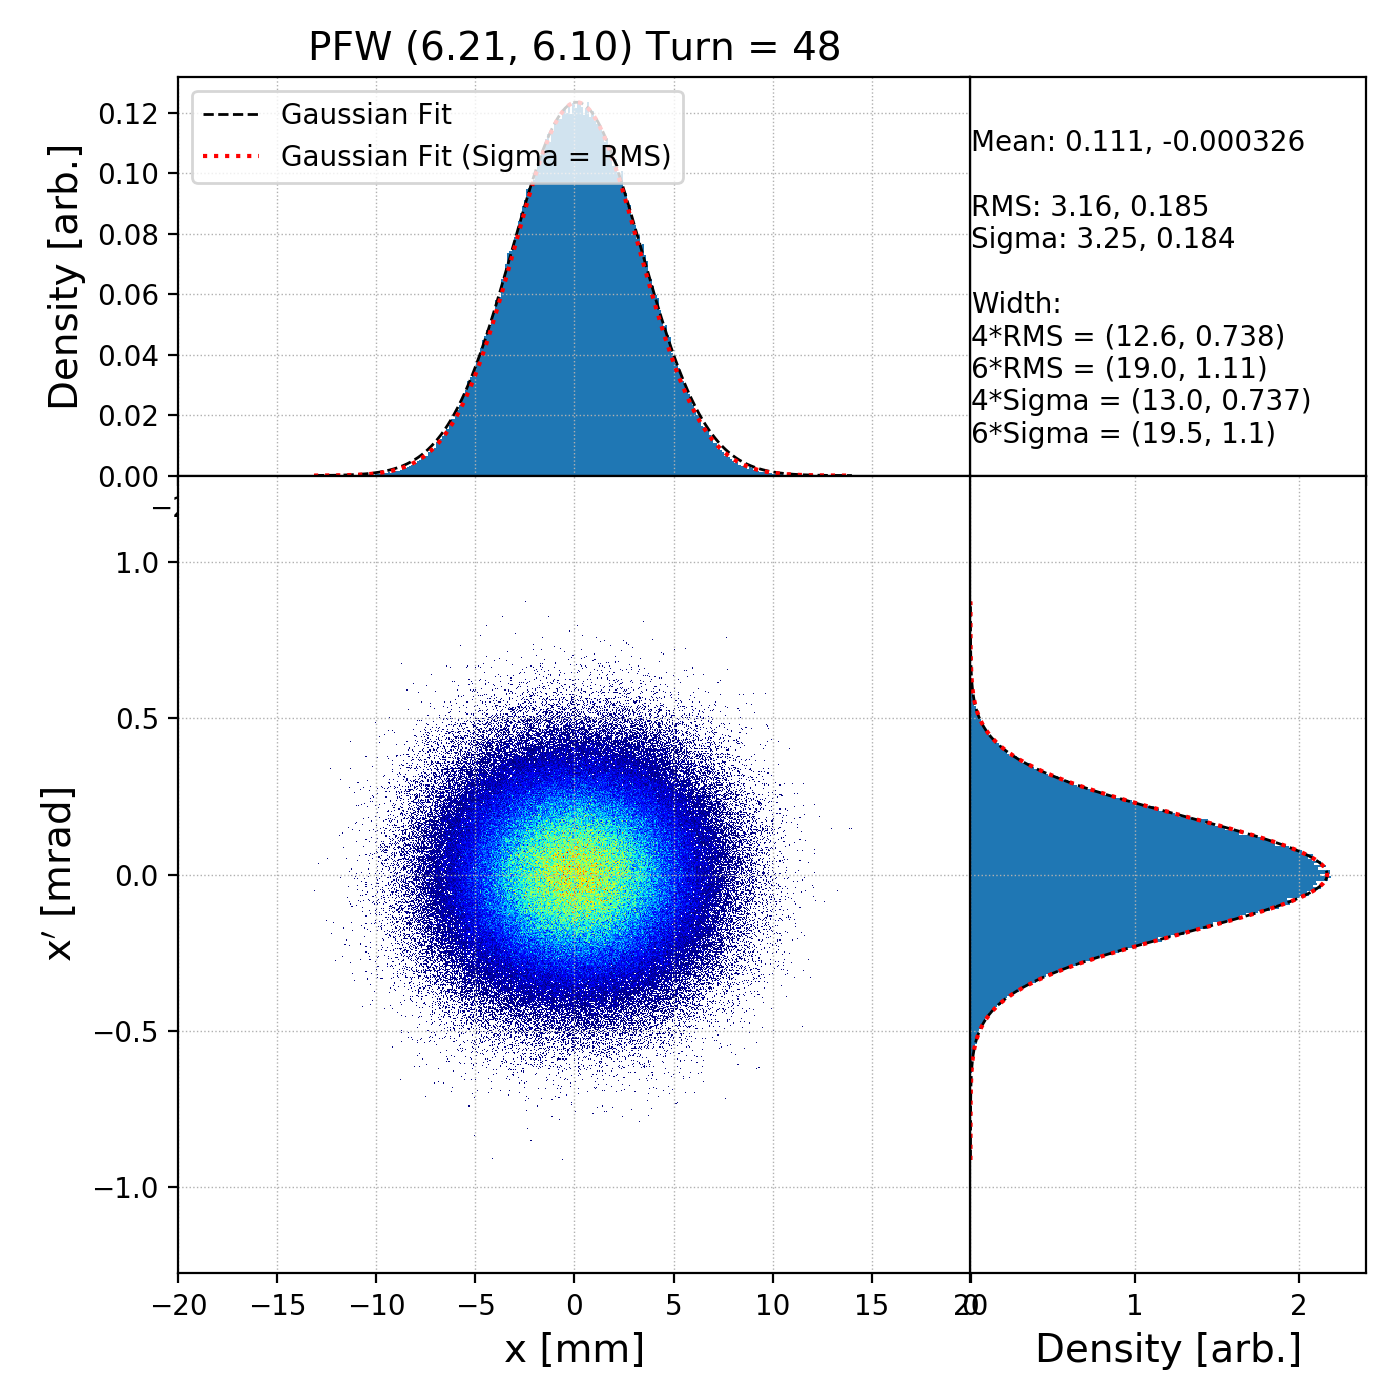 PFW (6.21, 6.10) Turn = 48
Density [arb.]
0.12
0.10
0.08
0.06
0.04
0.02
0.00
Gaussian Fit
Gaussian Fit (Sigma = RMS)
Mean: 0.111, -0.000326
RMS: 3.16, 0.185
Sigma: 3.25, 0.184
Width:
4*RMS = (12.6, 0.738)
6*RMS = (19.0, 1.11)
4*Sigma = (13.0, 0.737)
6*Sigma = (19.5, 1.1)
x′ [mrad]
1.0
0.5
0.0
−0.5
−1.0
−20 −15 −10 −5 0 5 10 15 20
x [mm]
0 1 2
Density [arb.]